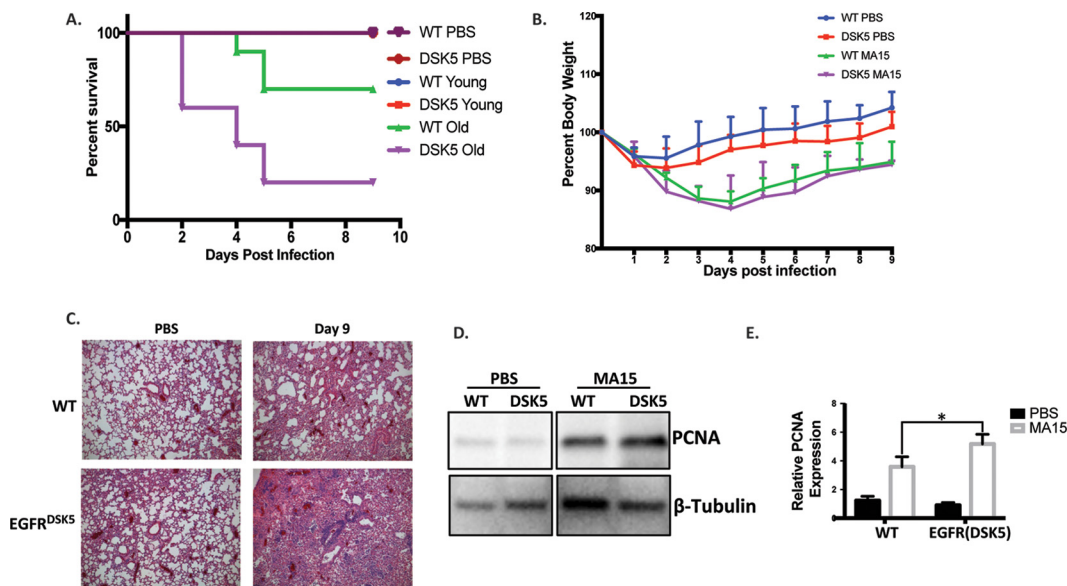 A.
Percent survival
100
50
0
0 2 4 6 8 10
Days Post Infection
WT PBS
DSK5 PBS
WT Young
DSK5 Young
WT Old
DSK5 Old
B.
Percent Body Weight
120
110
100
90
80
1 2 3 4 5 6 7 8 9
Days post infection
WT PBS
DSK5 PBS
WT MA15
DSK5 MA15
C.
PBS Day 9
WT
EGFRDSK5
D.
PBS MA15
WT DSK5 WT DSK5
PCNA
β-Tubulin
E.
Relative PCNA
Expression
8
6
4
2
0
WT EGFR(DSK5)
*
PBS
MA15